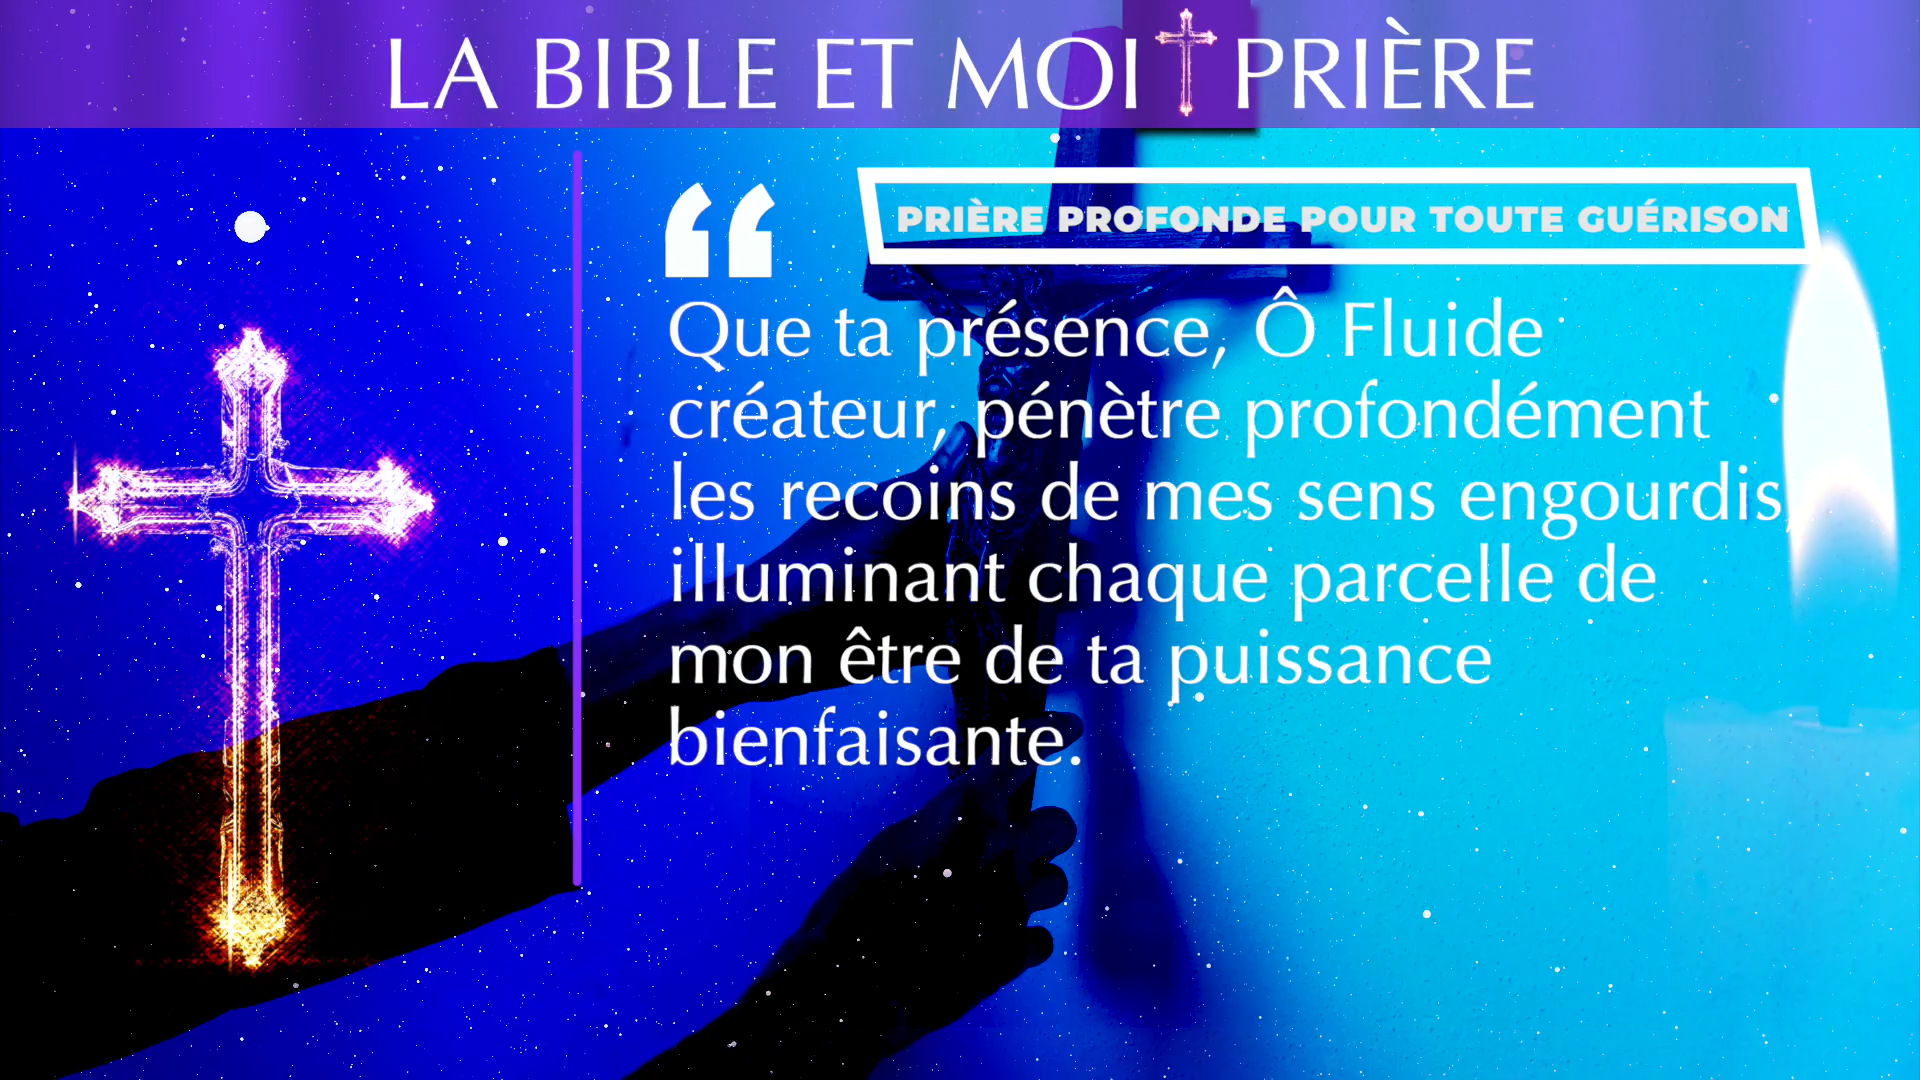 LA BIBLE ET MOI PRIÈRE
PRIÈRE PROFONDE POUR TOUTE GUÉRISON
“
Que ta présence, Ô Fluide
créateur, pénètre profondément
les recoins de mes sens engourdis,
illuminant chaque parcelle de
mon être de ta puissance
bienfaisante.